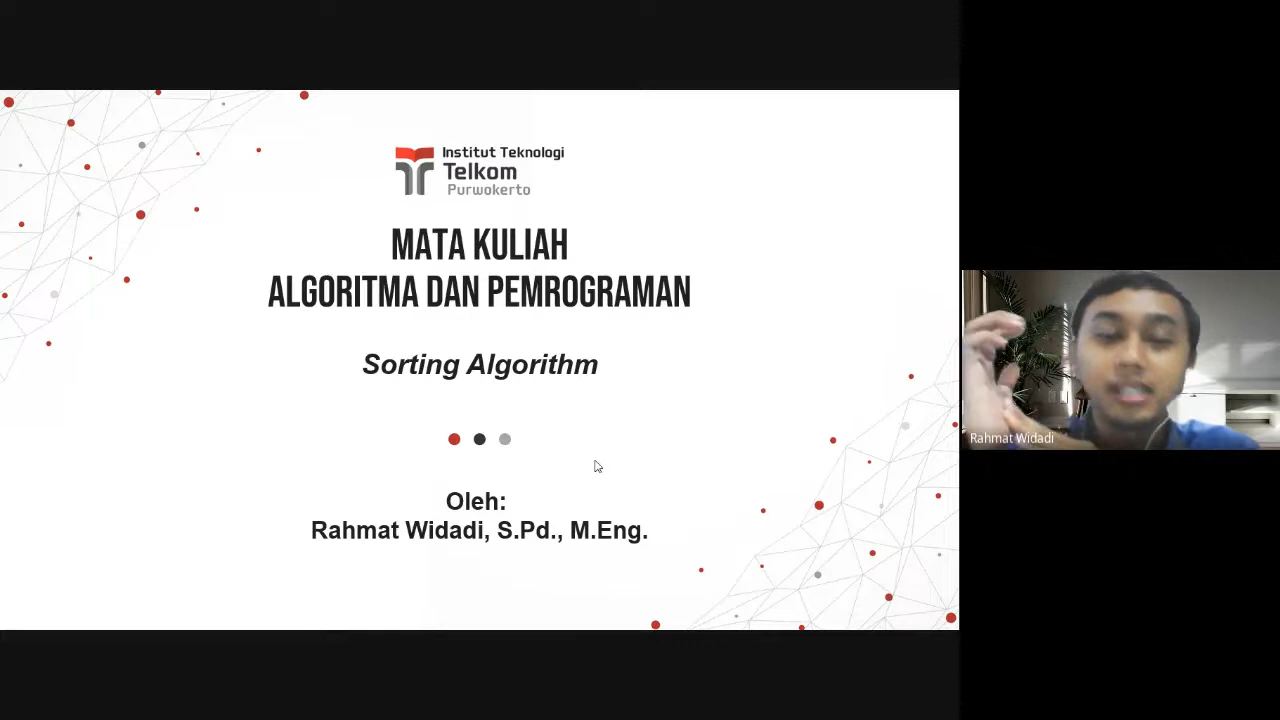 Institut Teknologi
Telkom
Purwokerto
MATA KULIAH
ALGORITMA DAN PEMROGRAMAN
Sorting Algorithm
Oleh:
Rahmat Widadi, S.Pd., M.Eng.
Rahmat Widadi